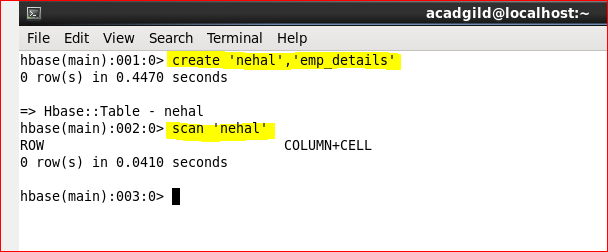 acadgild@localhost:~
File Edit View Search Terminal Help
hbase(main):001:0> create 'nehal','emp_details'
0 row(s) in 0.4470 seconds
=> Hbase::Table - nehal
hbase(main):002:0> scan 'nehal'
ROW COLUMN+CELL
0 row(s) in 0.0410 seconds
hbase(main):003:0>